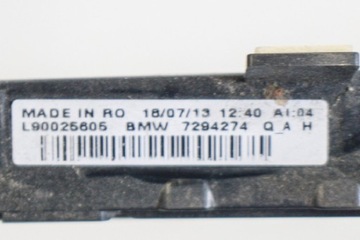 MADE IN RO 18/07/13 12:40 AI:04
L90025605 BMW 7294274 Q_A H